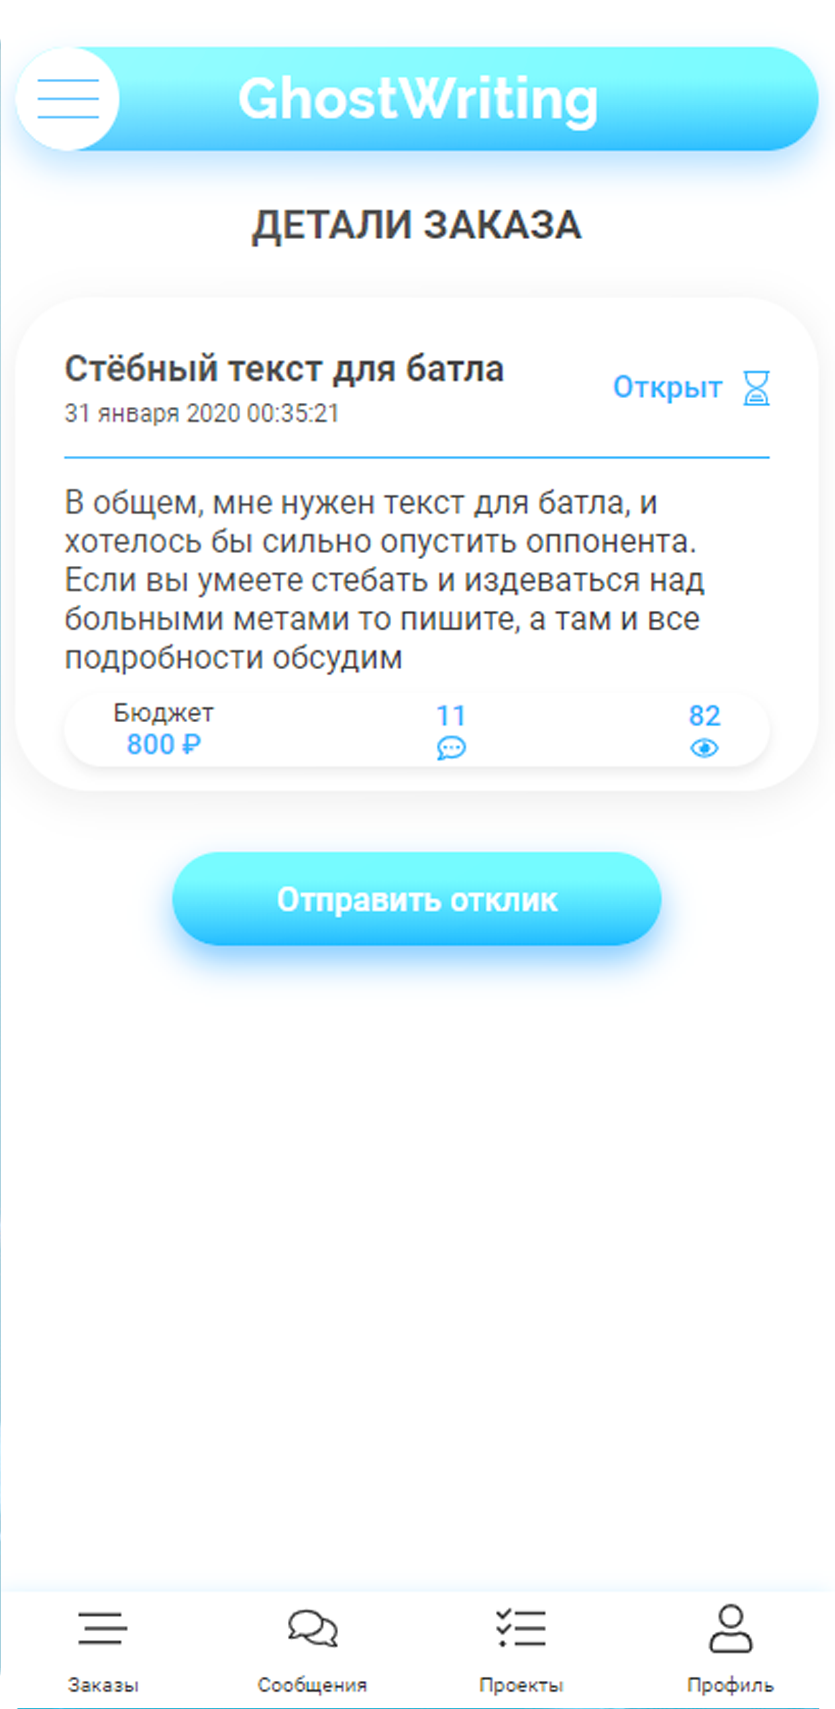 GhostWriting
ДЕТАЛИ ЗАКАЗА
Стёбный текст для батла
31 января 2020 00:35:21
Открыт
В общем, мне нужен текст для батла, и
хотелось бы сильно опустить оппонента.
Если вы умеете стебать и издеваться над
больными метами то пишите, а там и все
подробности обсудим
Бюджет
800 ₽
11
82
Отправить отклик
Заказы
Сообщения
Проекты
Профиль